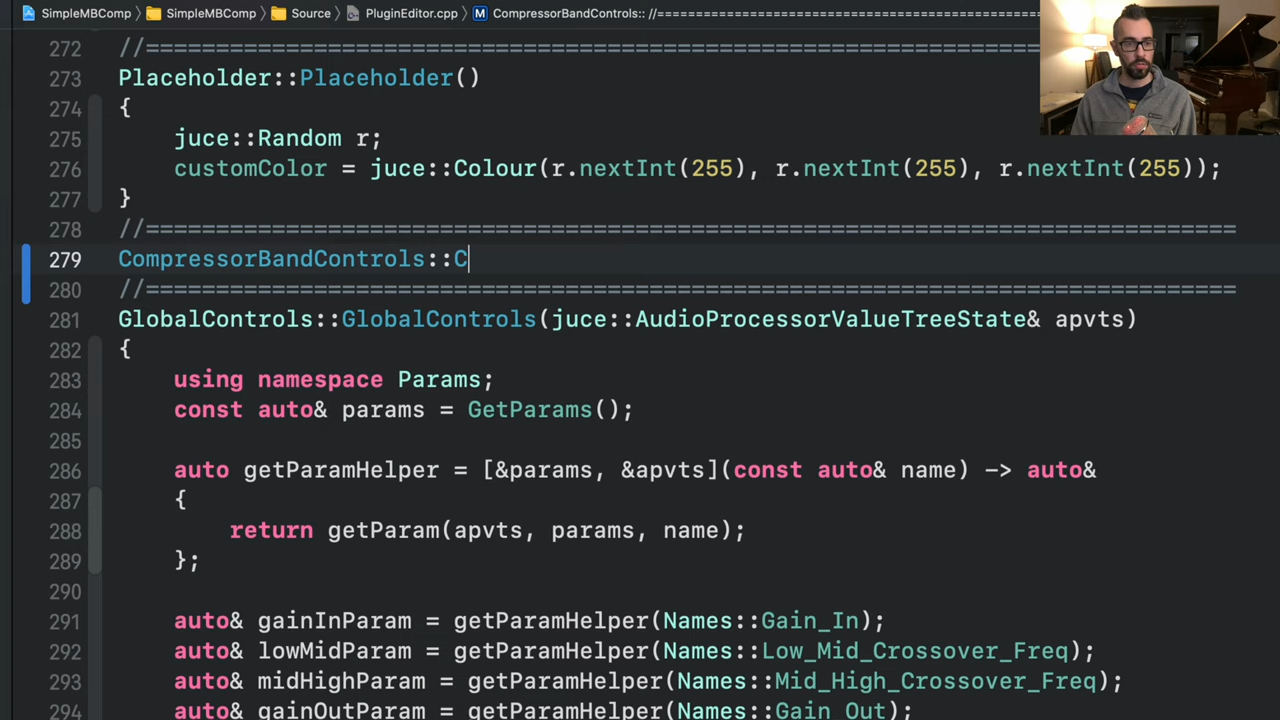 SimpleMBComp > SimpleMBComp > Source > PluginEditor.cpp > M CompressorBandControls:: //==========================================
272 //==============================================================================
273 Placeholder::Placeholder()
274 {
275     juce::Random r;
276     customColor = juce::Colour(r.nextInt(255), r.nextInt(255), r.nextInt(255));
277 }
278 //==============================================================================
279 CompressorBandControls::C
280 //==============================================================================
281 GlobalControls::GlobalControls(juce::AudioProcessorValueTreeState& apvts)
282 {
283     using namespace Params;
284     const auto& params = GetParams();
285
286     auto getParamHelper = [&params, &apvts](const auto& name) -> auto&
287     {
288         return getParam(apvts, params, name);
289     };
290
291     auto& gainInParam = getParamHelper(Names::Gain_In);
292     auto& lowMidParam = getParamHelper(Names::Low_Mid_Crossover_Freq);
293     auto& midHighParam = getParamHelper(Names::Mid_High_Crossover_Freq);
294     auto& gainOutParam = getParamHelper(Names::Gain_Out);